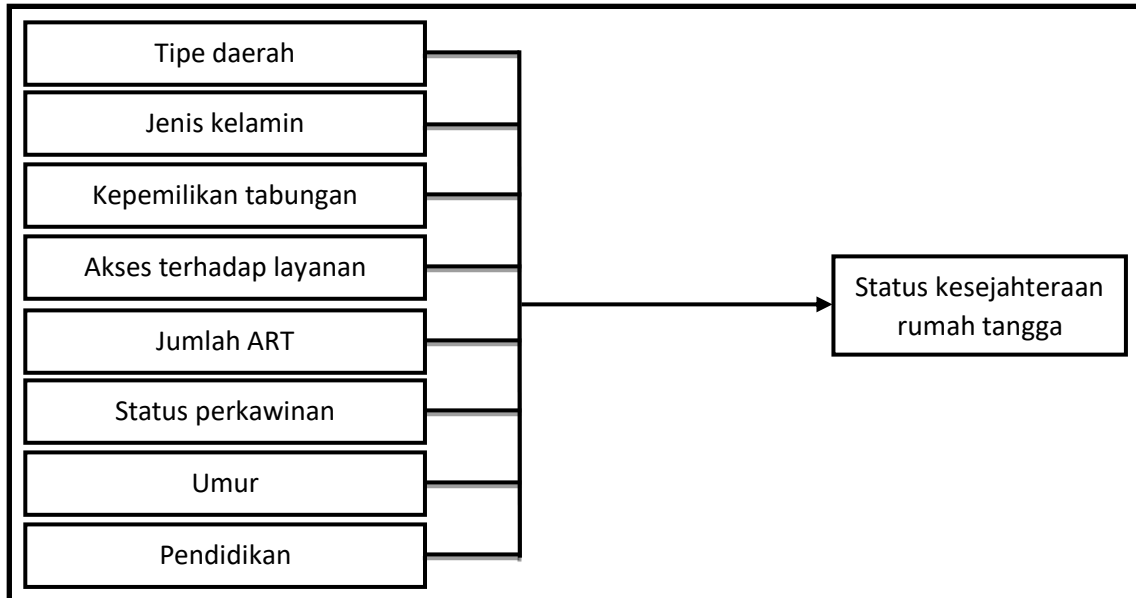 Tipe daerah
Jenis kelamin
Kepemilikan tabungan
Akses terhadap layanan
Jumlah ART
Status perkawinan
Umur
Pendidikan
Status kesejahteraan
rumah tangga